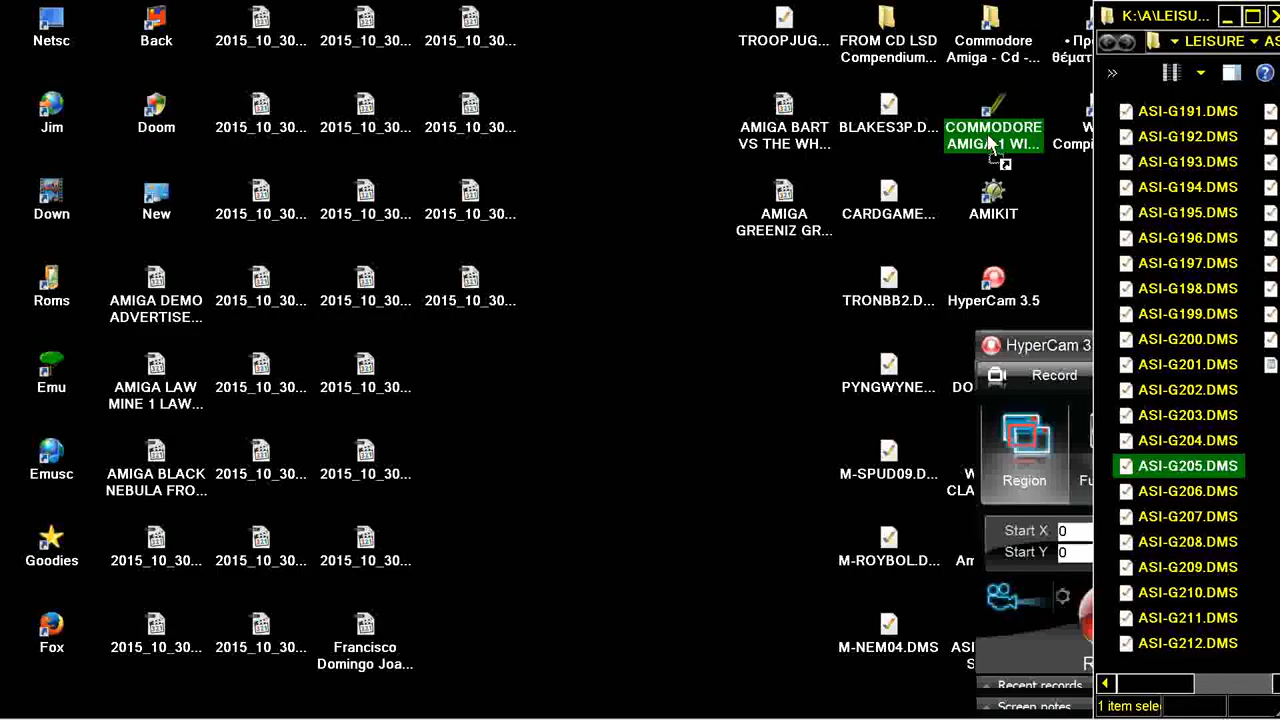 Netsc
Back
2015_10_30...
2015_10_30...
2015_10_30...
TROOPJUG...
FROM CD LSD
Compendium...
Commodore
Amiga - Cd -...
• Πρ
θέματ
Jim
Doom
2015_10_30...
2015_10_30...
2015_10_30...
AMIGA BART
VS THE WH...
BLAKES3P.D...
COMMODORE
AMIGA-1 WI...
W
Compi
Down
New
2015_10_30...
2015_10_30...
2015_10_30...
AMIGA
GREENIZ GR...
CARDGAME...
AMIKIT
Roms
AMIGA DEMO
ADVERTISE...
2015_10_30...
2015_10_30...
2015_10_30...
TRONBB2.D...
HyperCam 3.5
Emu
AMIGA LAW
MINE 1 LAW...
2015_10_30...
2015_10_30...
PYNGWYNE...
DO
Emusc
AMIGA BLACK
NEBULA FRO...
2015_10_30...
2015_10_30...
M-SPUD09.D...
W
CLA
Goodies
2015_10_30...
2015_10_30...
2015_10_30...
M-ROYBOL.D...
Am
Fox
2015_10_30...
2015_10_30...
Francisco
Domingo Joa...
M-NEM04.DMS
ASI
S
HyperCam 3
Record
Region
Fu
Start X 0
Start Y 0
R
Recent records
Screen notes
K:\A\LEISU...
LEISURE AS
»
ASI-G191.DMS
ASI-G192.DMS
ASI-G193.DMS
ASI-G194.DMS
ASI-G195.DMS
ASI-G196.DMS
ASI-G197.DMS
ASI-G198.DMS
ASI-G199.DMS
ASI-G200.DMS
ASI-G201.DMS
ASI-G202.DMS
ASI-G203.DMS
ASI-G204.DMS
ASI-G205.DMS
ASI-G206.DMS
ASI-G207.DMS
ASI-G208.DMS
ASI-G209.DMS
ASI-G210.DMS
ASI-G211.DMS
ASI-G212.DMS
1 item sele